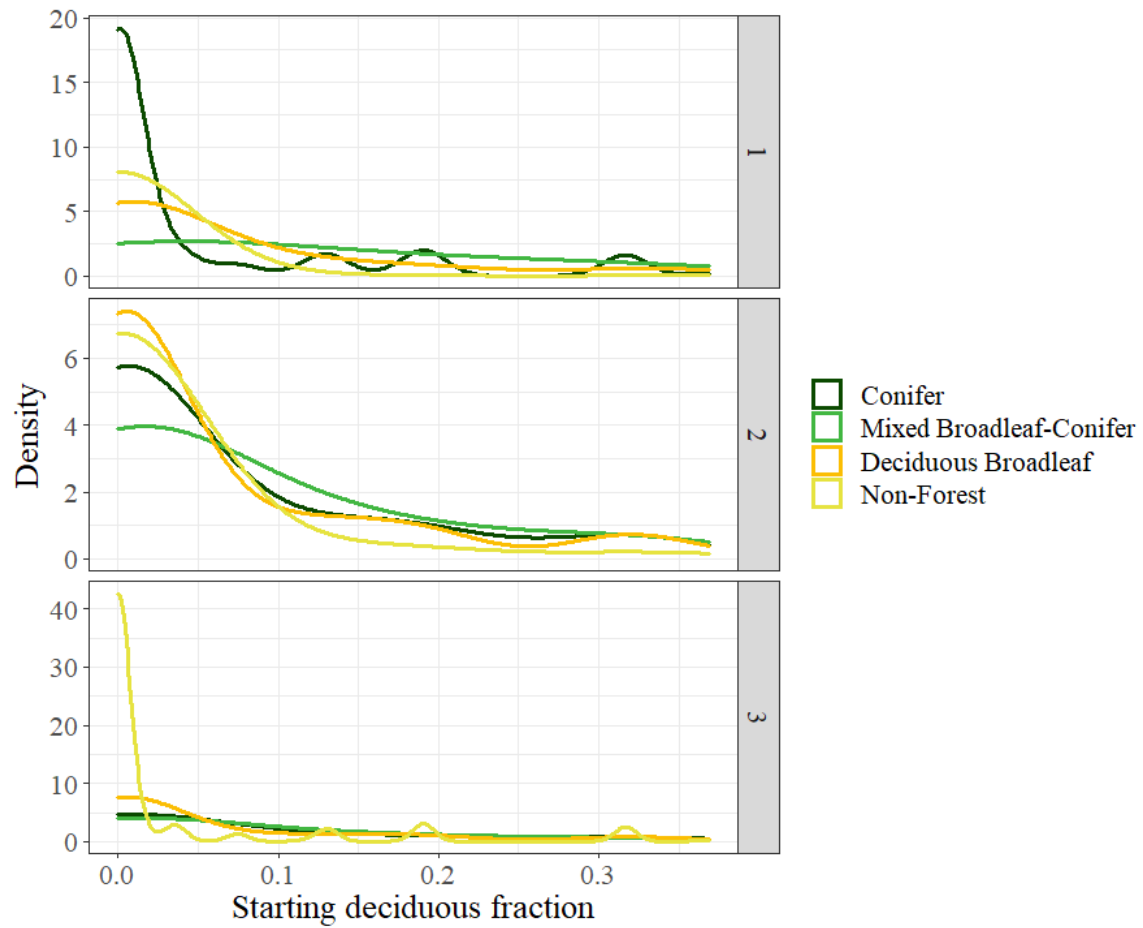 20
15
10
5
0
1
6
4
2
0
2
40
30
20
10
0
3
Density
0.0 0.1 0.2 0.3
Starting deciduous fraction
Conifer
Mixed Broadleaf-Conifer
Deciduous Broadleaf
Non-Forest